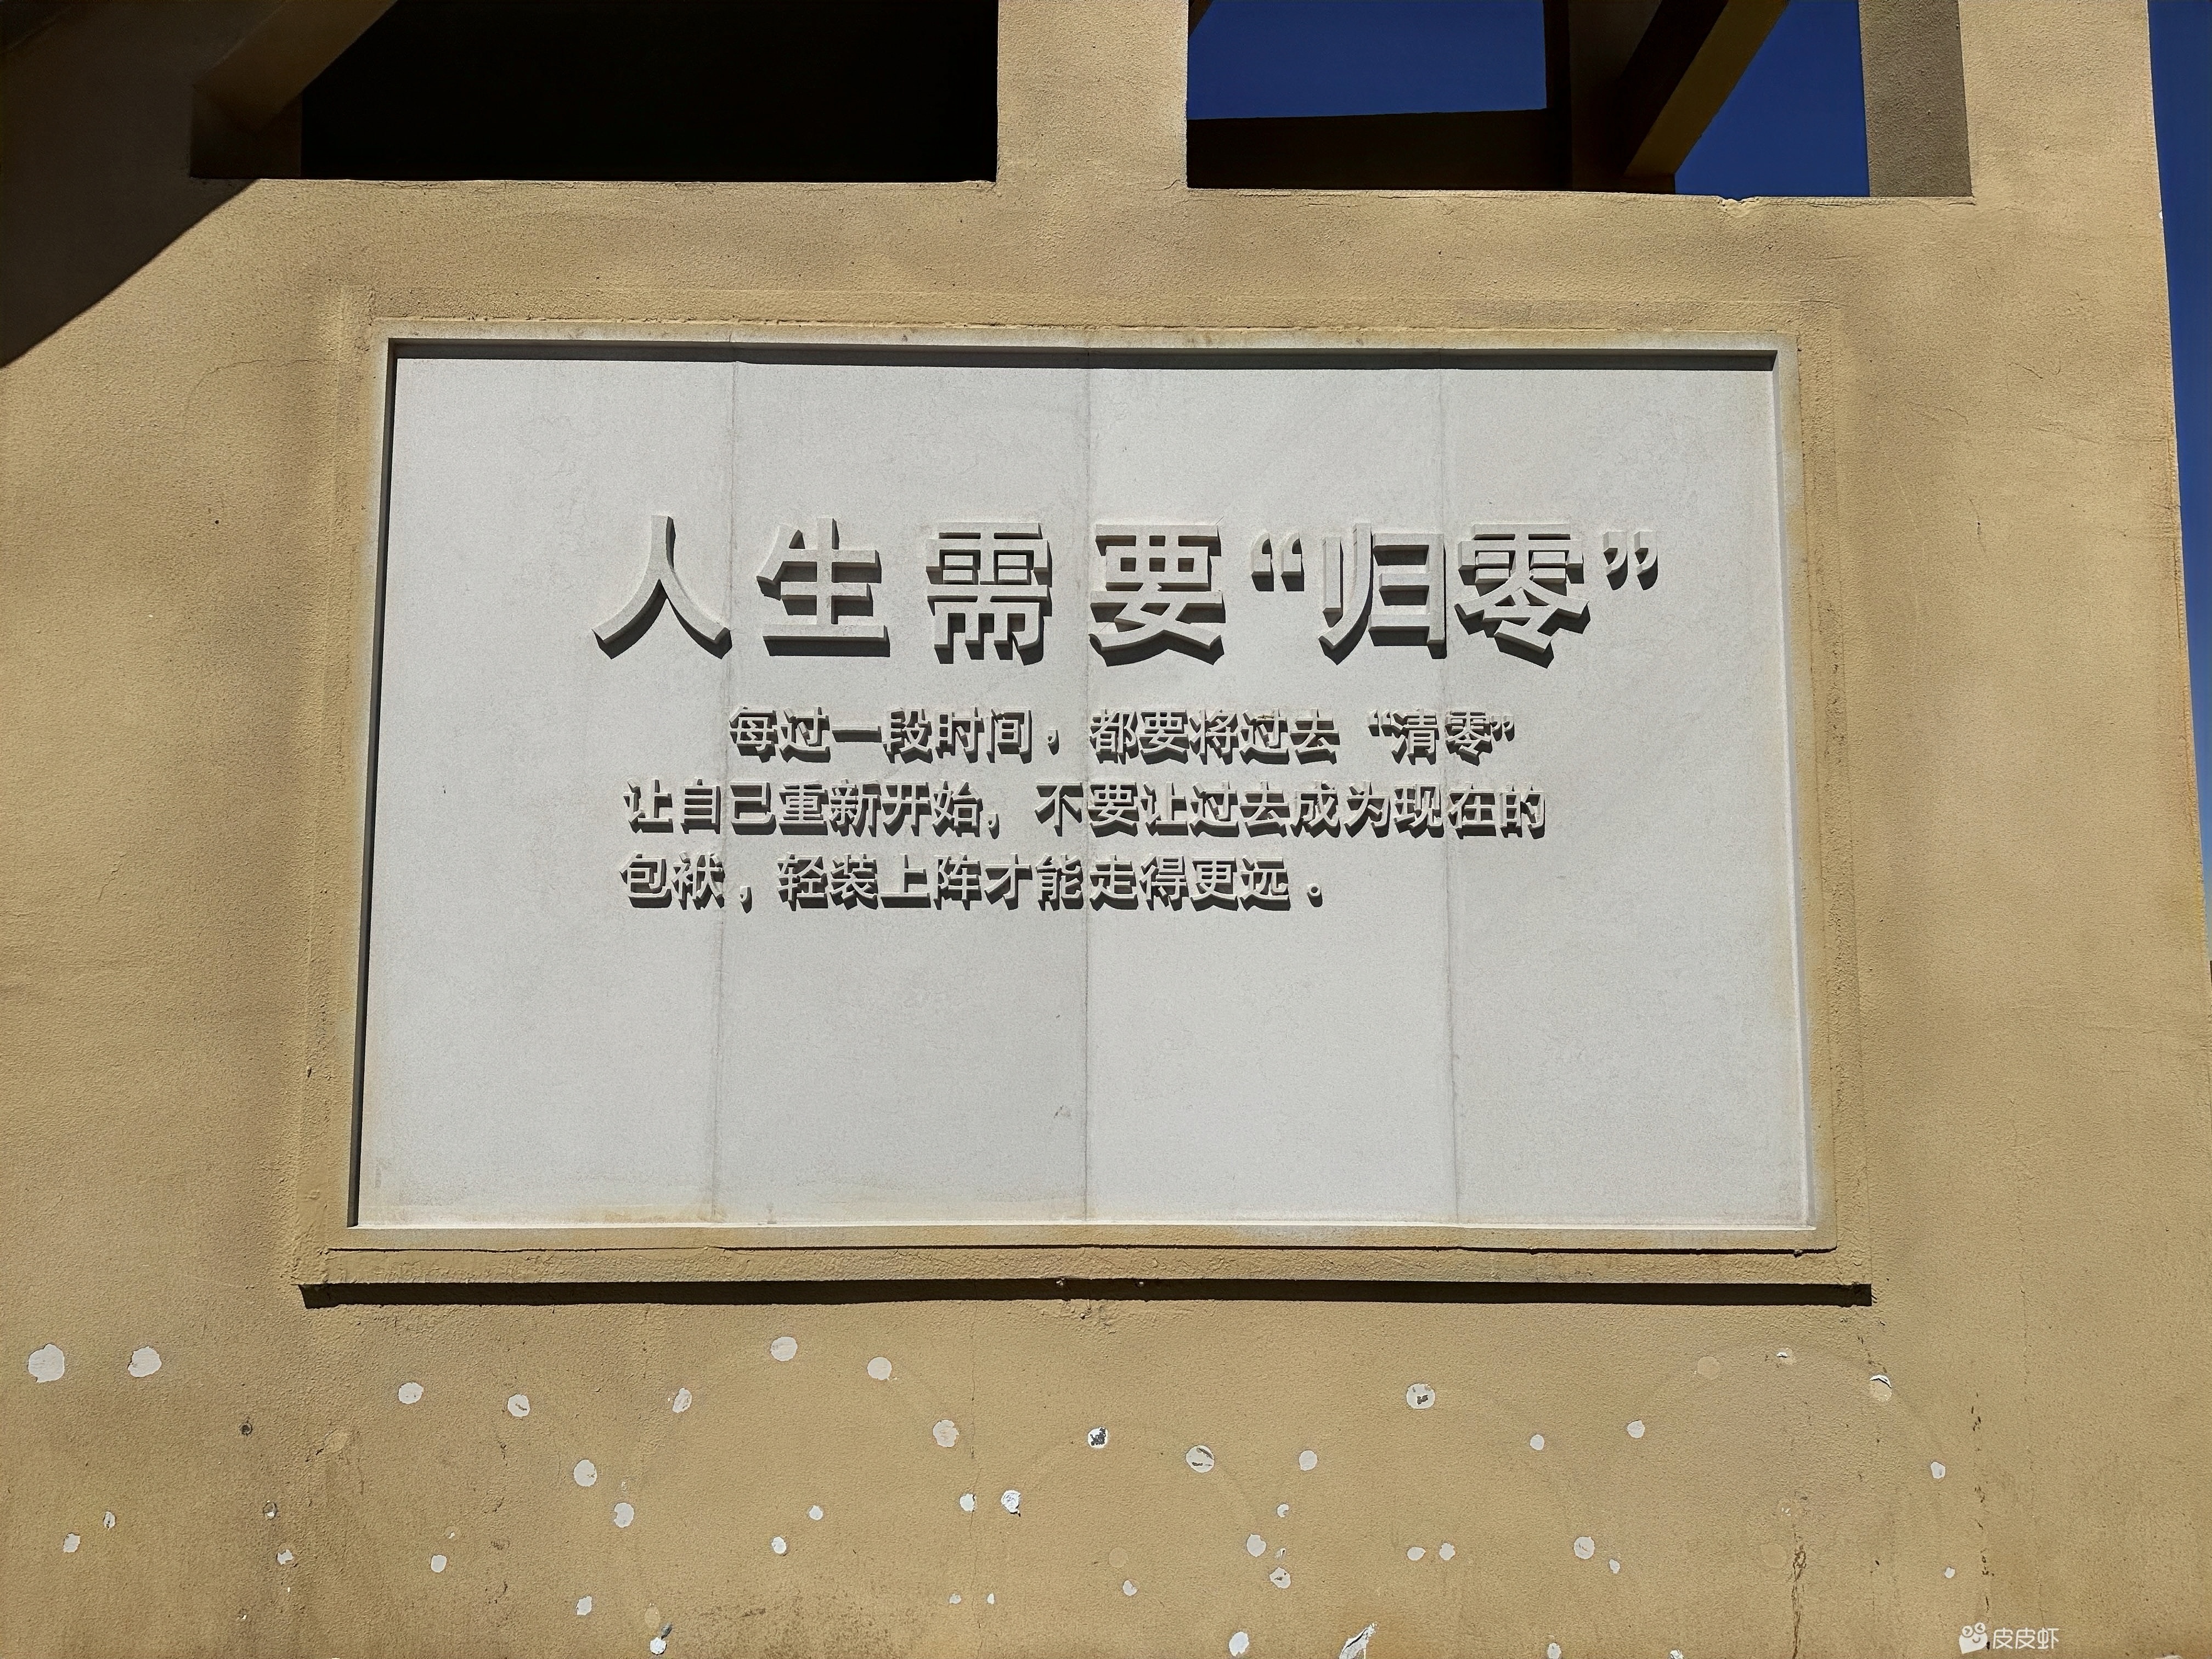 人生需要“归零”
每过一段时间，都要将过去“清零”
让自己重新开始，不要让过去成为现在的
包袱，轻装上阵才能走得更远。
皮皮虾